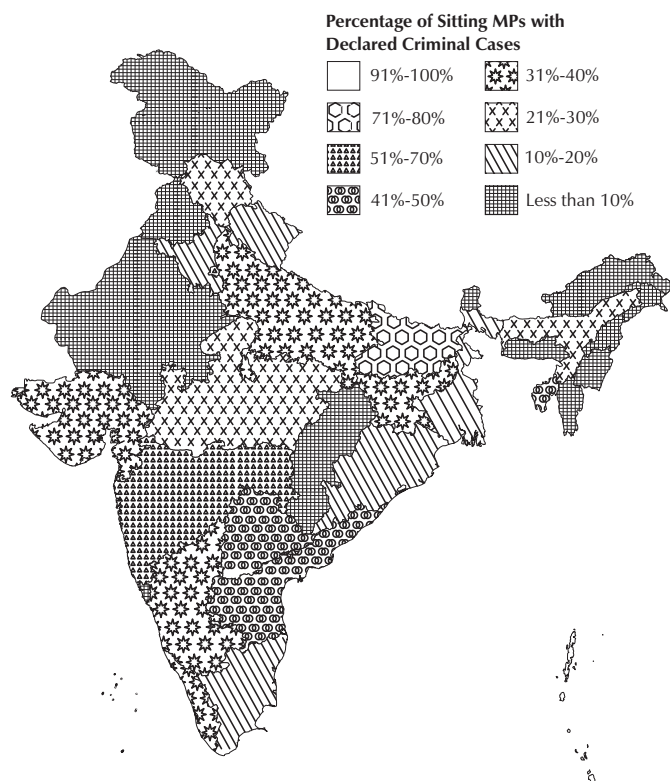 Percentage of Sitting MPs with
Declared Criminal Cases
91%-100%
31%-40%
71%-80%
21%-30%
51%-70%
10%-20%
41%-50%
Less than 10%